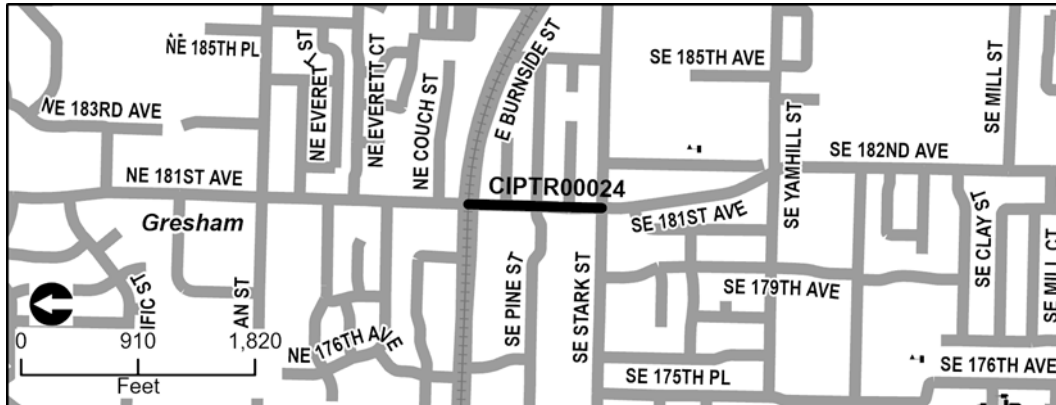 NE 185TH PL
NE 183RD AVE
NE 181ST AVE
Gresham
IFIC ST
AN ST
NE 176TH AVE
0 910 1,820
Feet
NE EVERETT ST
NE EVERETT CT
NE COUCH ST
E BURNSIDE ST
CIPTR00024
SE PINE ST
SE STARK ST
SE 185TH AVE
SE 181ST AVE
SE YAMHILL ST
SE 182ND AVE
SE MILL ST
SE 179TH AVE
SE 175TH PL
SE CLAY ST
SE MILL CT
SE 176TH AVE